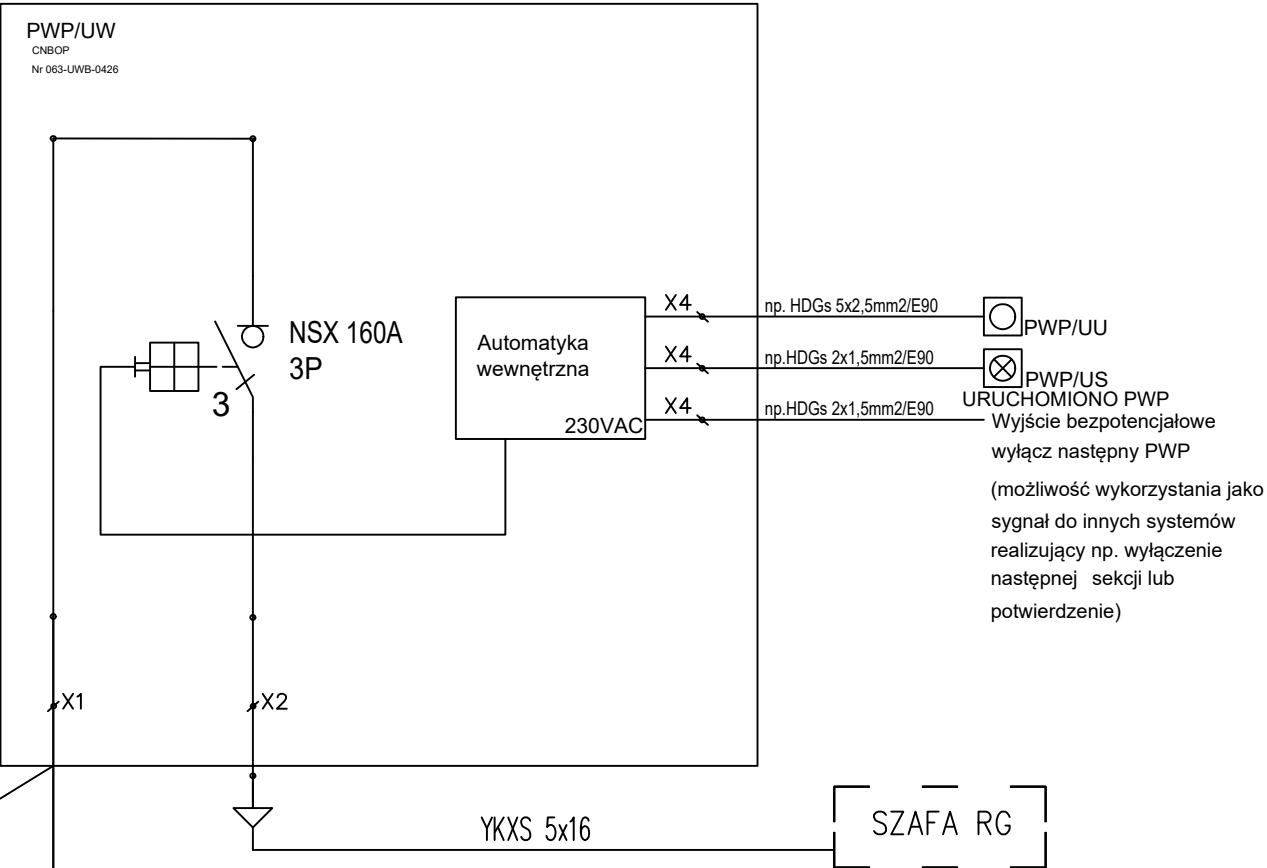 PWP/UW
CNBOP
Nr 063-UWB-0426
NSX 160A
3P
3
Automatyka
wewnętrzna
230VAC
X4
np. HDGs 5x2,5mm2/E90
PWP/UU
X4
np.HDGs 2x1,5mm2/E90
PWP/US
URUCHOMIONO PWP
X4
np.HDGs 2x1,5mm2/E90
Wyjście bezpotencjałowe
wyłącz następny PWP
(możliwość wykorzystania jako
sygnał do innych systemów
realizujący np. wyłączenie
następnej sekcji lub
potwierdzenie)
X1
X2
YKXS 5x16
SZAFA RG